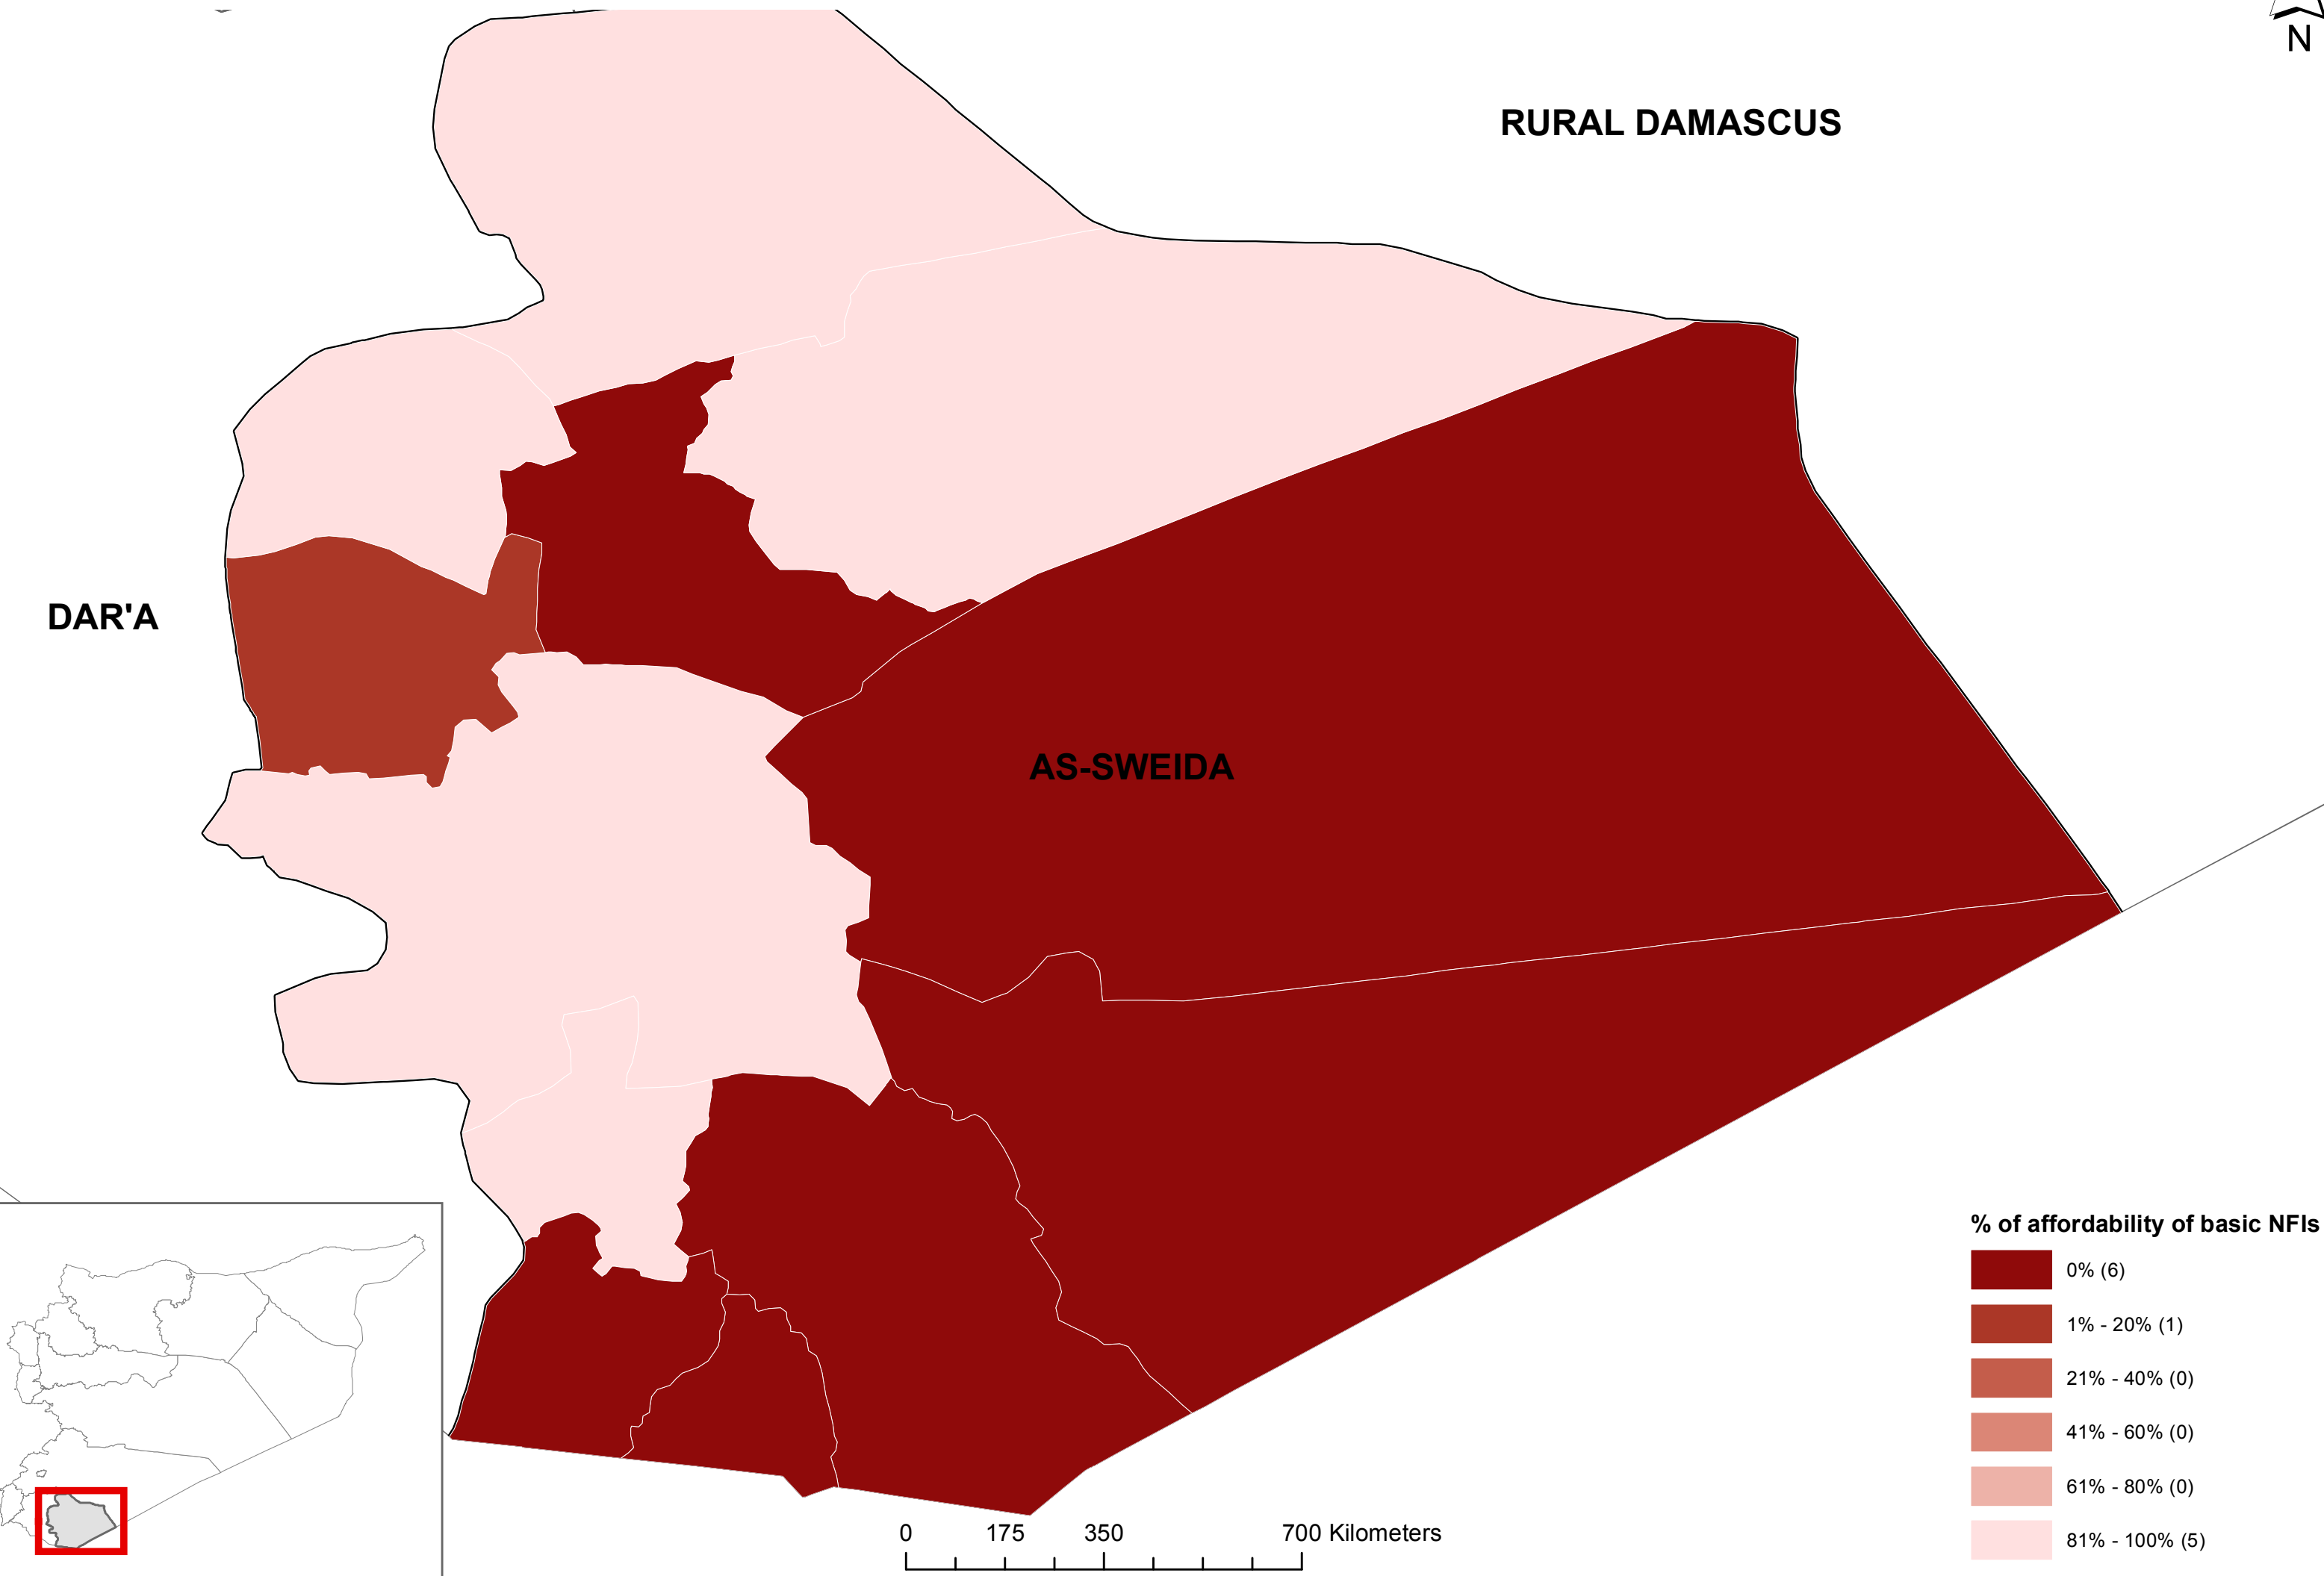 N
RURAL DAMASCUS
DAR'A
AS-SWEIDA
% of affordability of basic NFIs
0% (6)
1% - 20% (1)
21% - 40% (0)
41% - 60% (0)
61% - 80% (0)
81% - 100% (5)
0 175 350 700 Kilometers